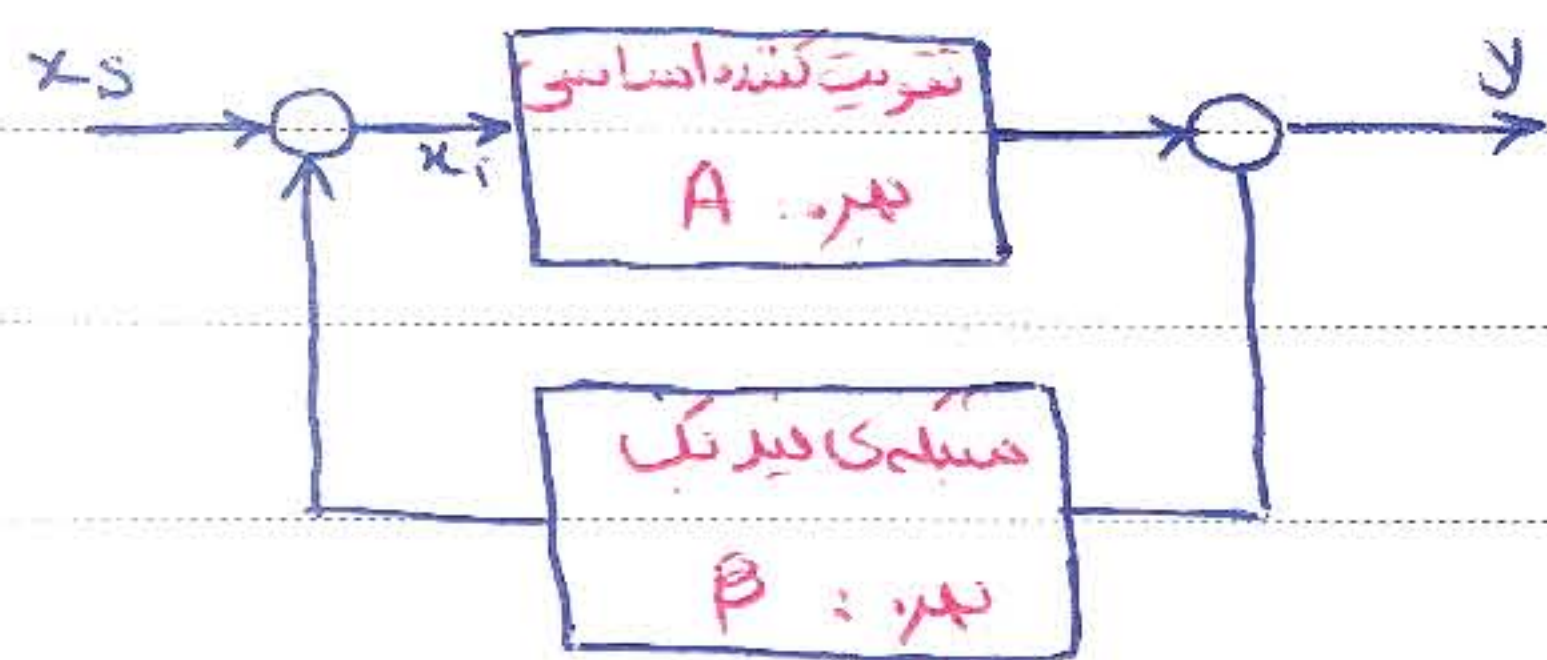 xs
xi
تقویت کننده اساسی
بهره : A
y
شبکه‌ی فیدبک
بهره : β